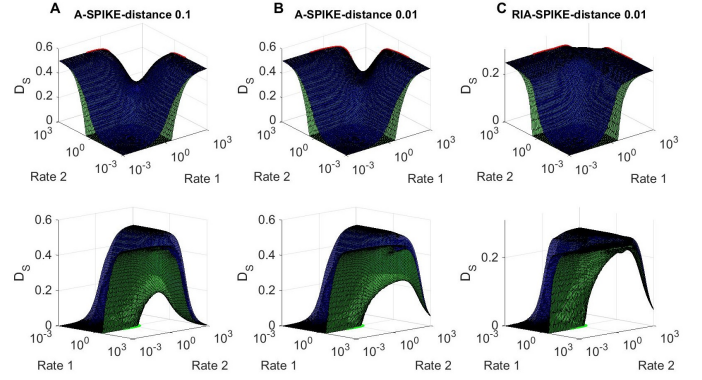 A B C
A-SPIKE-distance 0.1 A-SPIKE-distance 0.01 RIA-SPIKE-distance 0.01
0.6 0.6
0.4 0.4 0.2
D_S D_S D_S
0.2 0.2
0 0 0
10^3 10^3 10^3 10^3 10^3 10^3
10^0 10^0 10^0 10^0 10^0 10^0
10^-3 10^-3 10^-3 10^-3 10^-3 10^-3
Rate 2 Rate 1 Rate 2 Rate 1 Rate 2 Rate 1
0.6 0.6
0.4 0.4 0.2
D_S D_S D_S
0.2 0.2
0 0 0
10^-3 10^3 10^-3 10^3 10^-3 10^3
10^0 10^0 10^0 10^0 10^0 10^0
10^3 10^-3 10^3 10^-3 10^3 10^-3
Rate 1 Rate 2 Rate 1 Rate 2 Rate 1 Rate 2